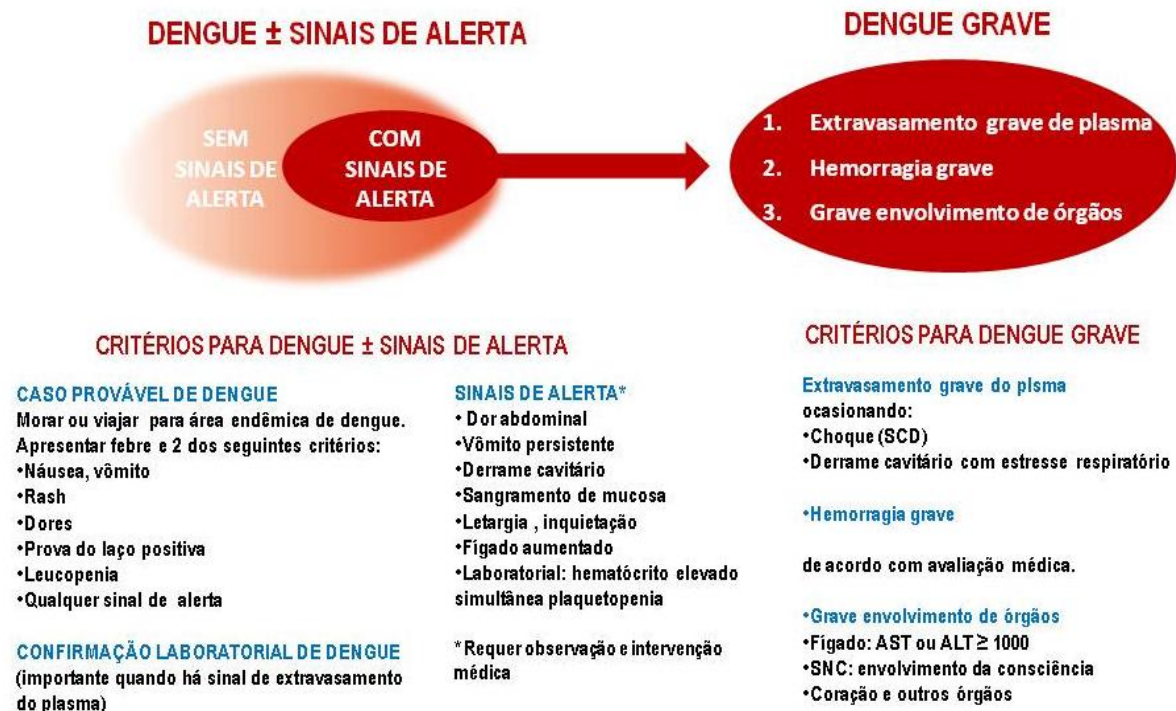 DENGUE ± SINAIS DE ALERTA
SEM
SINAIS DE
ALERTA
COM
SINAIS DE
ALERTA
DENGUE GRAVE
1. Extravasamento grave de plasma
2. Hemorragia grave
3. Grave envolvimento de órgãos
CRITÉRIOS PARA DENGUE ± SINAIS DE ALERTA
CASO PROVÁVEL DE DENGUE
Morar ou viajar para área endêmica de dengue.
Apresentar febre e 2 dos seguintes critérios:
•Náusea, vômito
•Rash
•Dores
•Prova do laço positiva
•Leucopenia
•Qualquer sinal de alerta
CONFIRMAÇÃO LABORATORIAL DE DENGUE
(importante quando há sinal de extravasamento
do plasma)
SINAIS DE ALERTA*
• Dor abdominal
•Vômito persistente
•Derrame cavitário
•Sangramento de mucosa
•Letargia , inquietação
•Fígado aumentado
•Laboratorial: hematócrito elevado
simultânea plaquetopenia
* Requer observação e intervenção
médica
CRITÉRIOS PARA DENGUE GRAVE
Extravasamento grave do plsma
ocasionando:
•Choque (SCD)
•Derrame cavitário com estresse respiratório
•Hemorragia grave
de acordo com avaliação médica.
•Grave envolvimento de órgãos
•Fígado: AST ou ALT ≥ 1000
•SNC: envolvimento da consciência
•Coração e outros órgãos